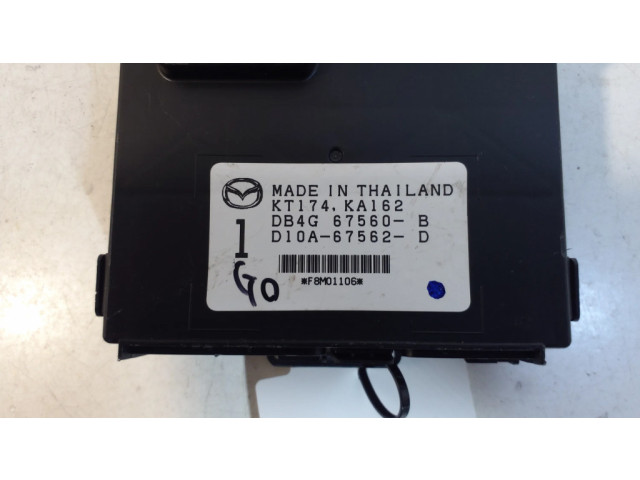 MADE IN THAILAND
KT174, KA162
DB4G 67560- B
D10A-67562- D
1
GO
*F8M01106*